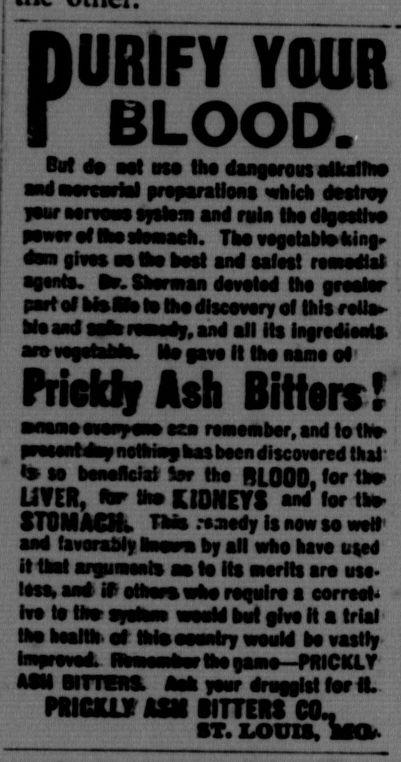 the other.
PURIFY YOUR
BLOOD.
But do not use the dangerous alkaline
and mercurial preparations which destroy
your nervous system and ruin the digestive
power of the stomach. The vegetable king-
dom gives us the best and safest remedial
agents. Dr. Sherman devoted the greater
part of his life to the discovery of this relia-
ble and safe remedy, and all its ingredients
are vegetable. He gave it the name of
Prickly Ash Bitters!
a name everyone can remember, and to the
present day nothing has been discovered that
is so beneficial for the BLOOD, for the
LIVER, for the KIDNEYS and for the
STOMACH. This remedy is now so well
and favorably known by all who have used
it that arguments as to its merits are use-
less, and if others who require a correct-
ive to the system would but give it a trial
the health of this country would be vastly
improved. Remember the name—PRICKLY
ASH BITTERS. Ask your druggist for it.
PRICKLY ASH BITTERS CO.,
ST. LOUIS, MO.